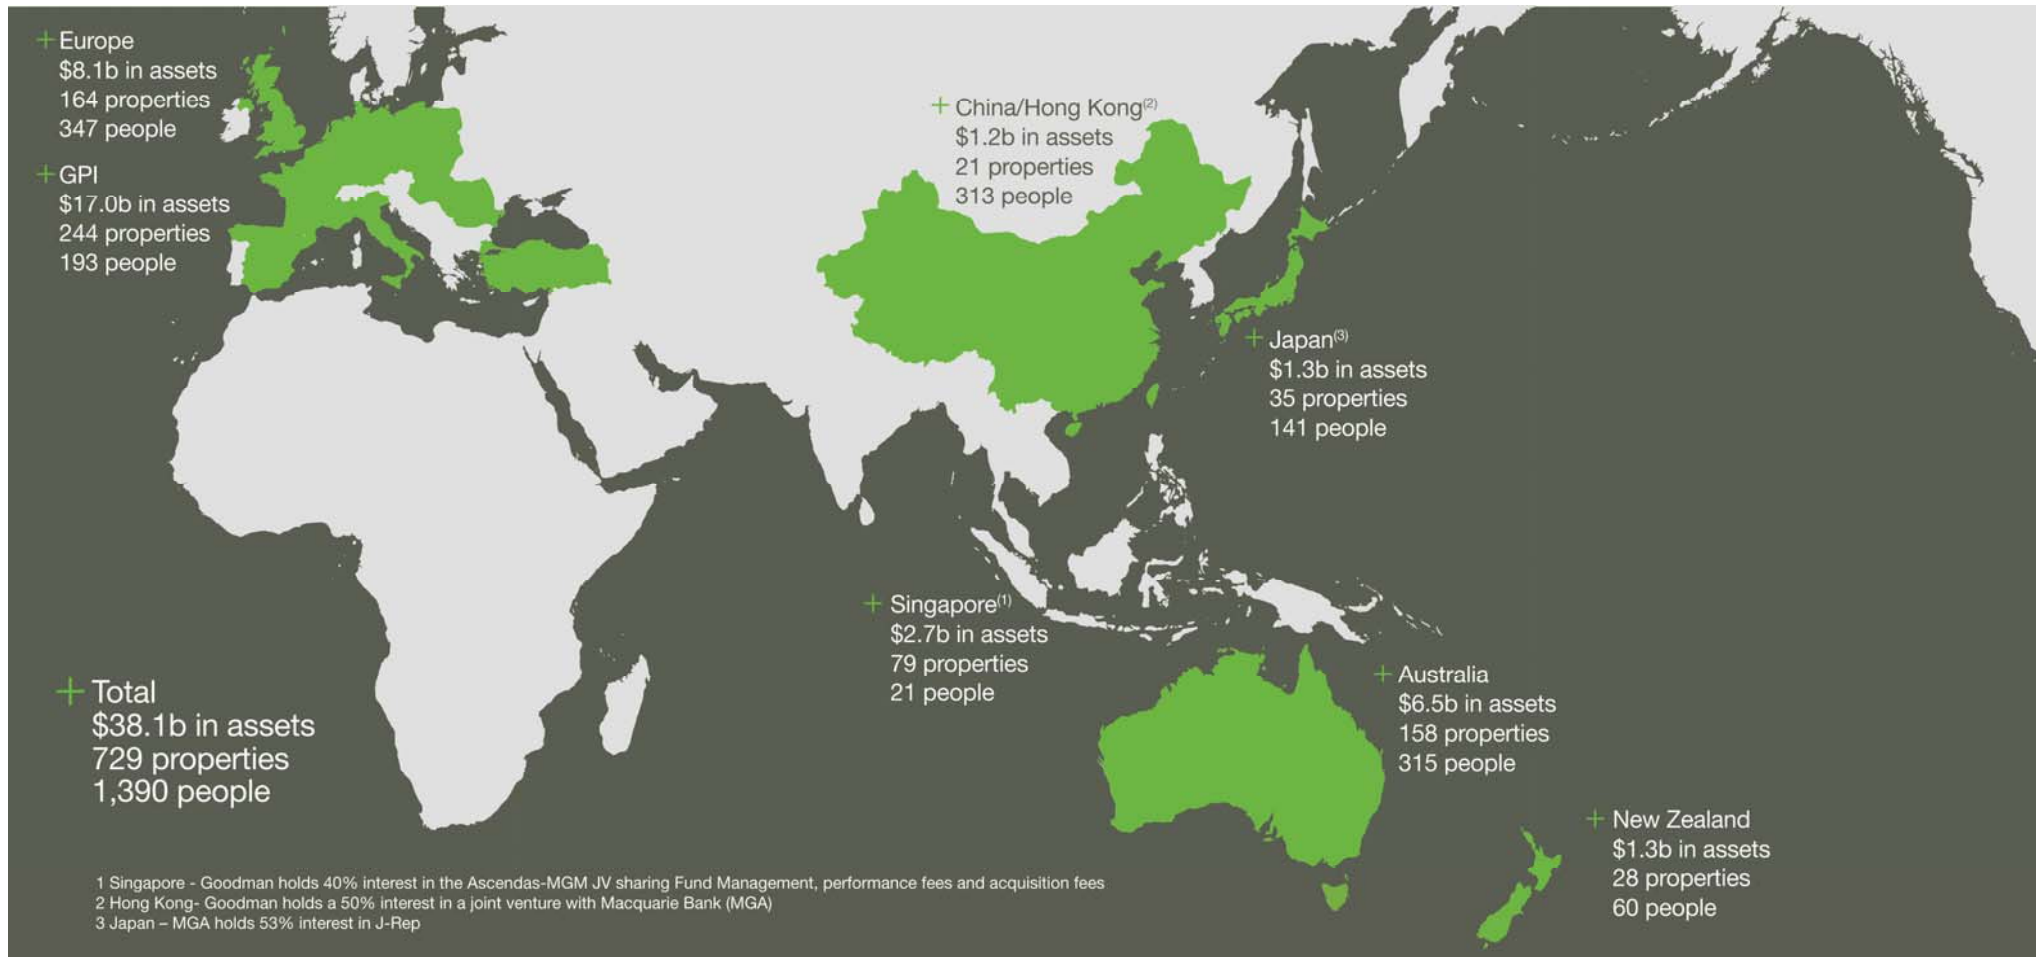 + Europe
$8.1b in assets
164 properties
347 people
+ GPI
$17.0b in assets
244 properties
193 people
+ China/Hong Kong(2)
$1.2b in assets
21 properties
313 people
+ Japan(3)
$1.3b in assets
35 properties
141 people
+ Singapore(1)
$2.7b in assets
79 properties
21 people
+ Australia
$6.5b in assets
158 properties
315 people
+ New Zealand
$1.3b in assets
28 properties
60 people
+ Total
$38.1b in assets
729 properties
1,390 people
1 Singapore - Goodman holds 40% interest in the Ascendas-MGM JV sharing Fund Management, performance fees and acquisition fees
2 Hong Kong- Goodman holds a 50% interest in a joint venture with Macquarie Bank (MGA)
3 Japan – MGA holds 53% interest in J-Rep